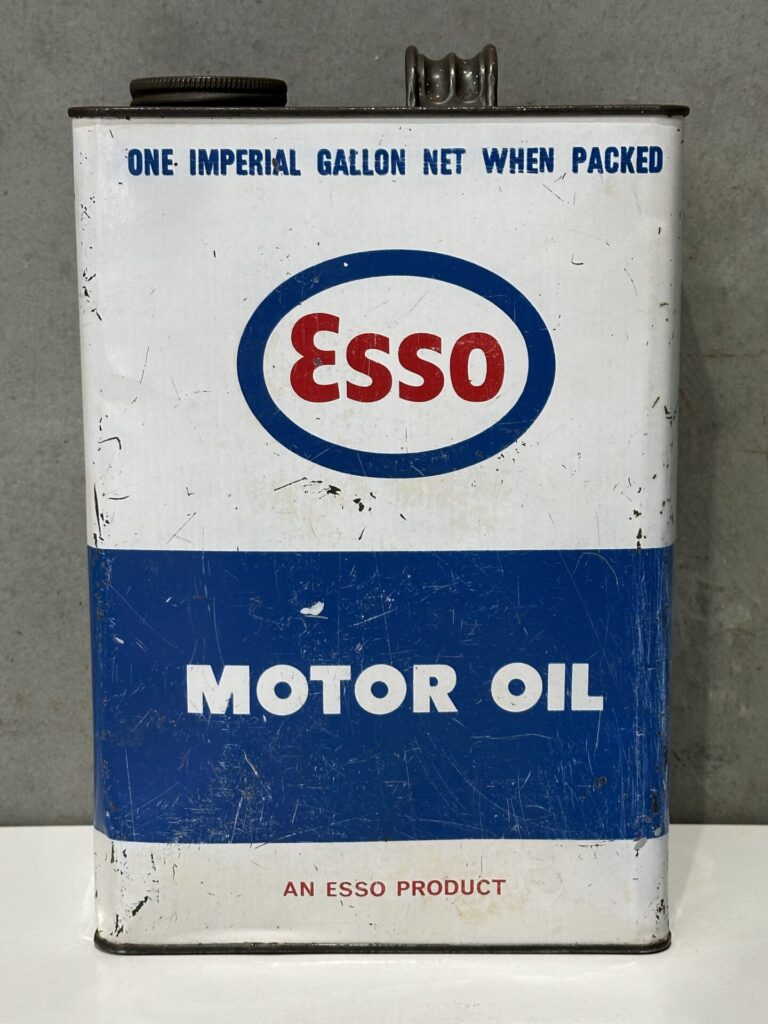 ONE IMPERIAL GALLON NET WHEN PACKED
Esso
MOTOR OIL
AN ESSO PRODUCT